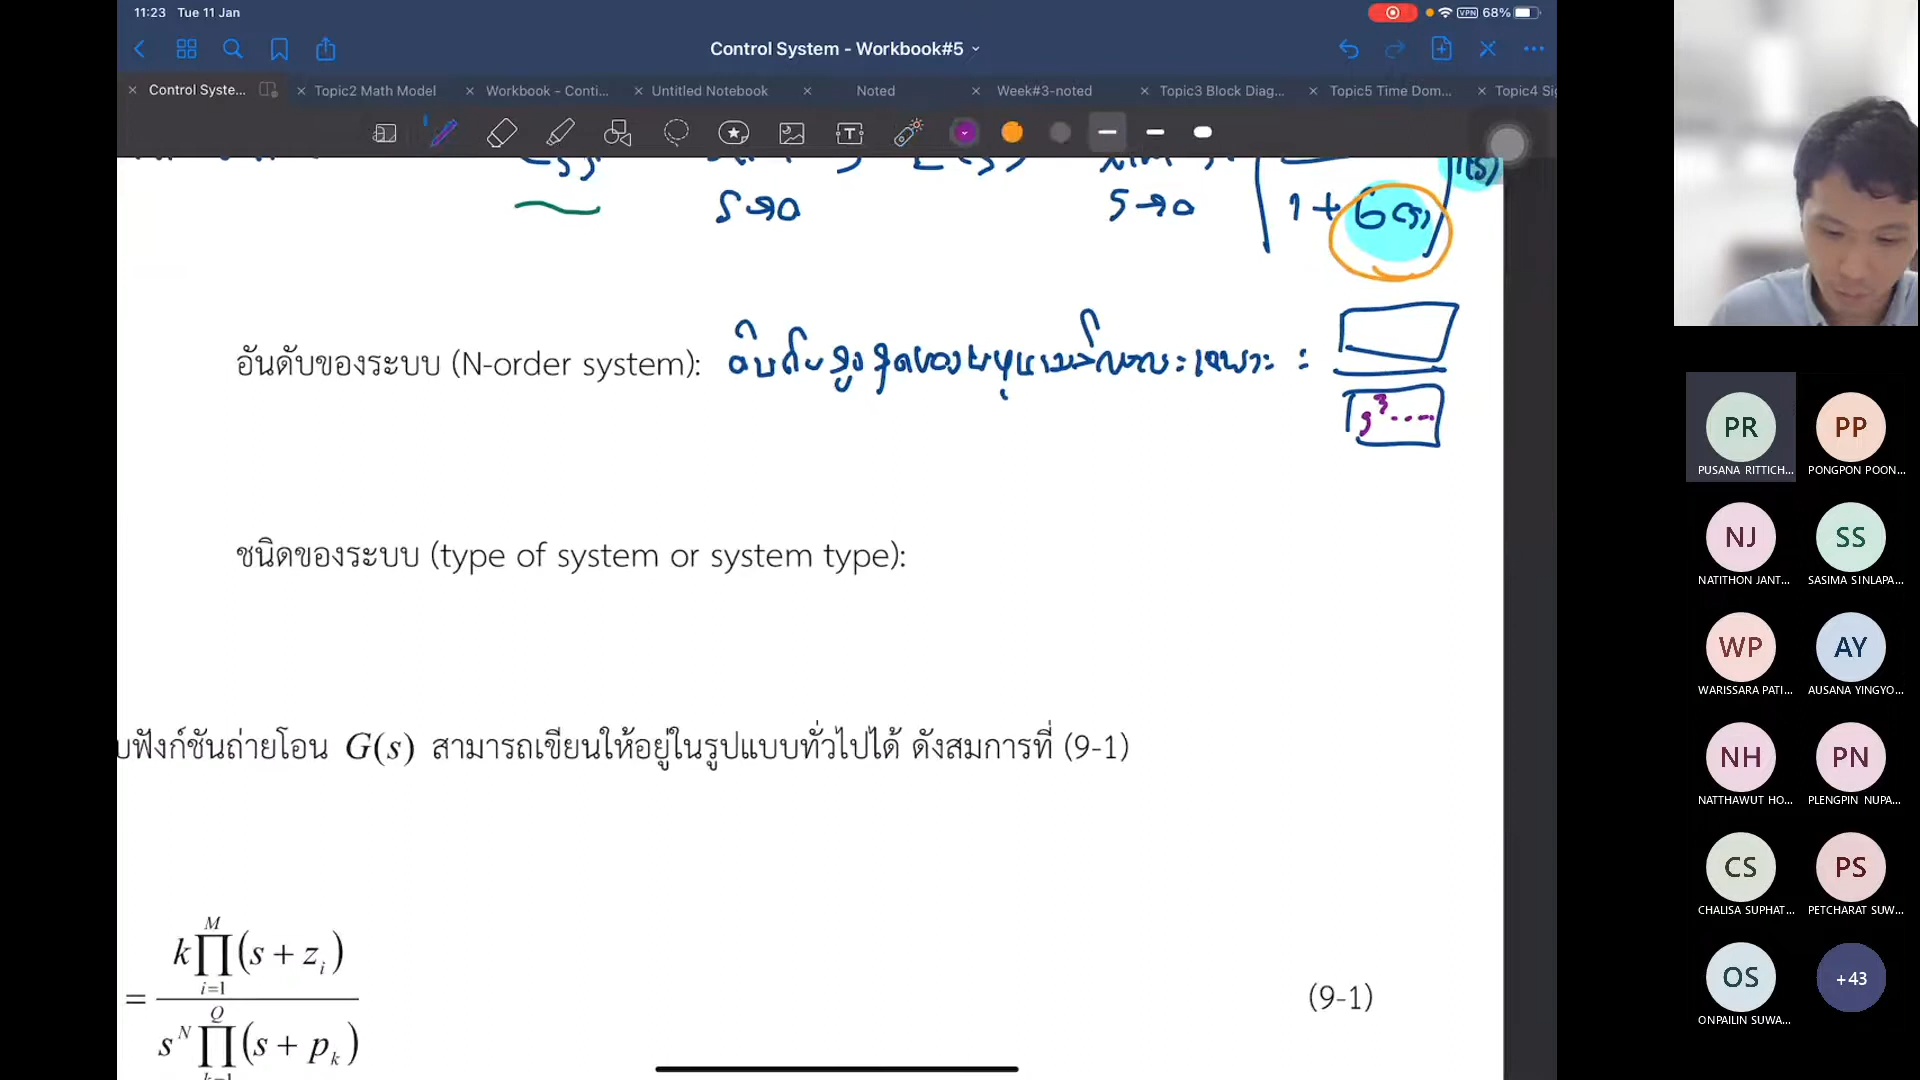 11:23 Tue 11 Jan
VPN 68%
Control System - Workbook#5
Control Syste...
Topic2 Math Model
Workbook - Conti...
Untitled Notebook
Noted
Week#3-noted
Topic3 Block Diag...
Topic5 Time Dom...
Topic4 Si
s→0
s→0
1 + G(s)
อันดับของระบบ (N-order system):
s³ ....
ชนิดของระบบ (type of system or system type):
บฟังก์ชันถ่ายโอน G(s) สามารถเขียนให้อยู่ในรูปแบบทั่วไปได้ ดังสมการที่ (9-1)
M
k∏(s + zᵢ)
i=1
=
(9-1)
Q
sᴺ∏(s + pₖ)
k=1
PR
PUSANA RITTICH...
PP
PONGPON POON...
NJ
NATITHON JANT...
SS
SASIMA SINLAPA...
WP
WARISSARA PATI...
AY
AUSANA YINGYO...
NH
NATTHAWUT HO...
PN
PLENGPIN NUPA...
CS
CHALISA SUPHAT...
PS
PETCHARAT SUW...
OS
ONPAILIN SUWA...
+43